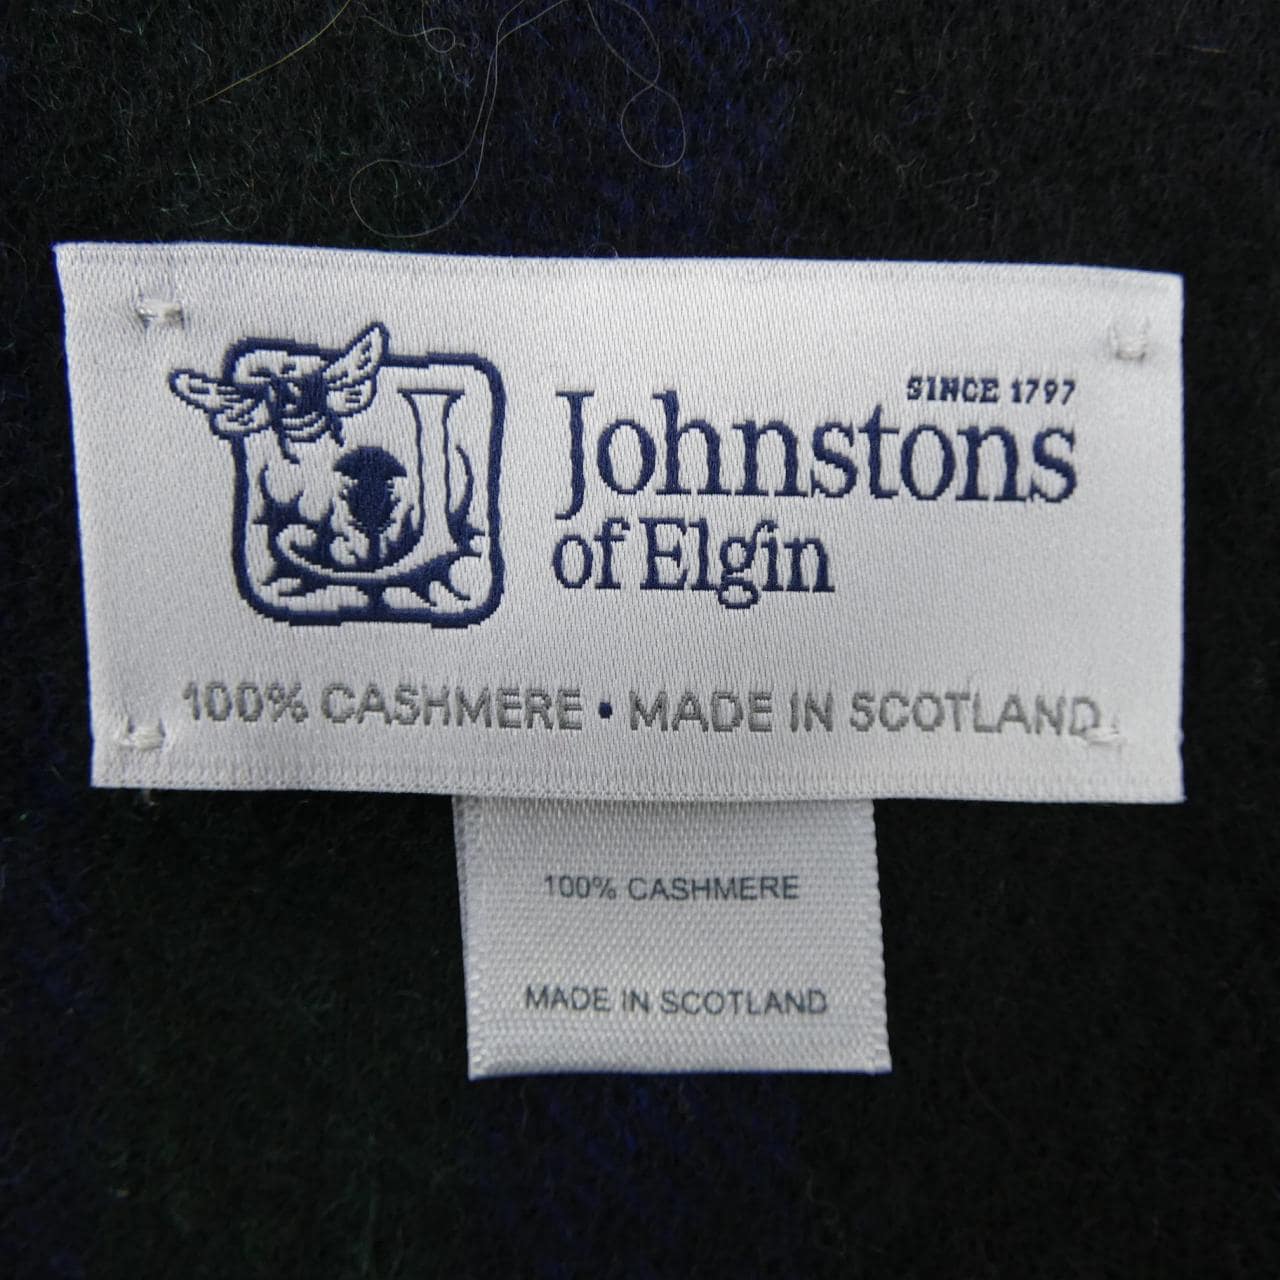 SINCE 1797
Johnstons
of Elgin
100% CASHMERE • MADE IN SCOTLAND
100% CASHMERE
MADE IN SCOTLAND